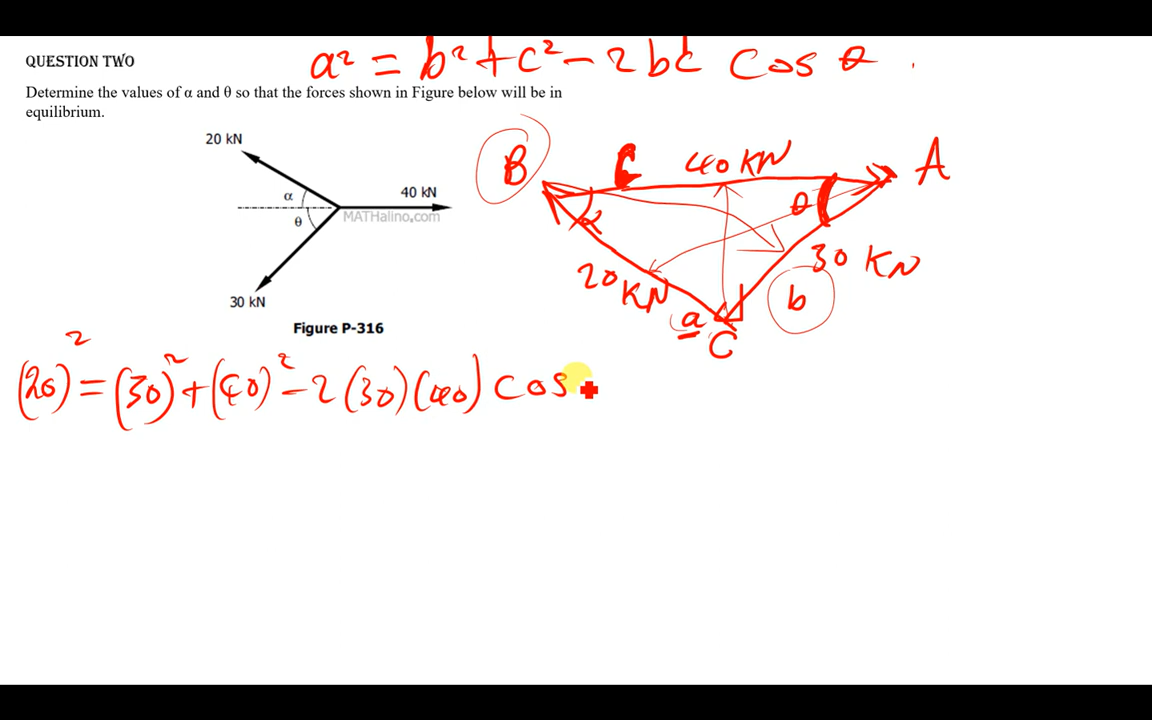 QUESTION TWO
a² = b² + c² - 2bc Cos θ .
Determine the values of α and θ so that the forces shown in Figure below will be in
equilibrium.
20 kN
α
40 kN
θ
MATHalino.com
30 kN
Figure P-316
B
C
40 KN
A
θ
α
20 KN
30 KN
a
b
C
(20)² = (30)² + (40)² - 2(30)(40) Cos